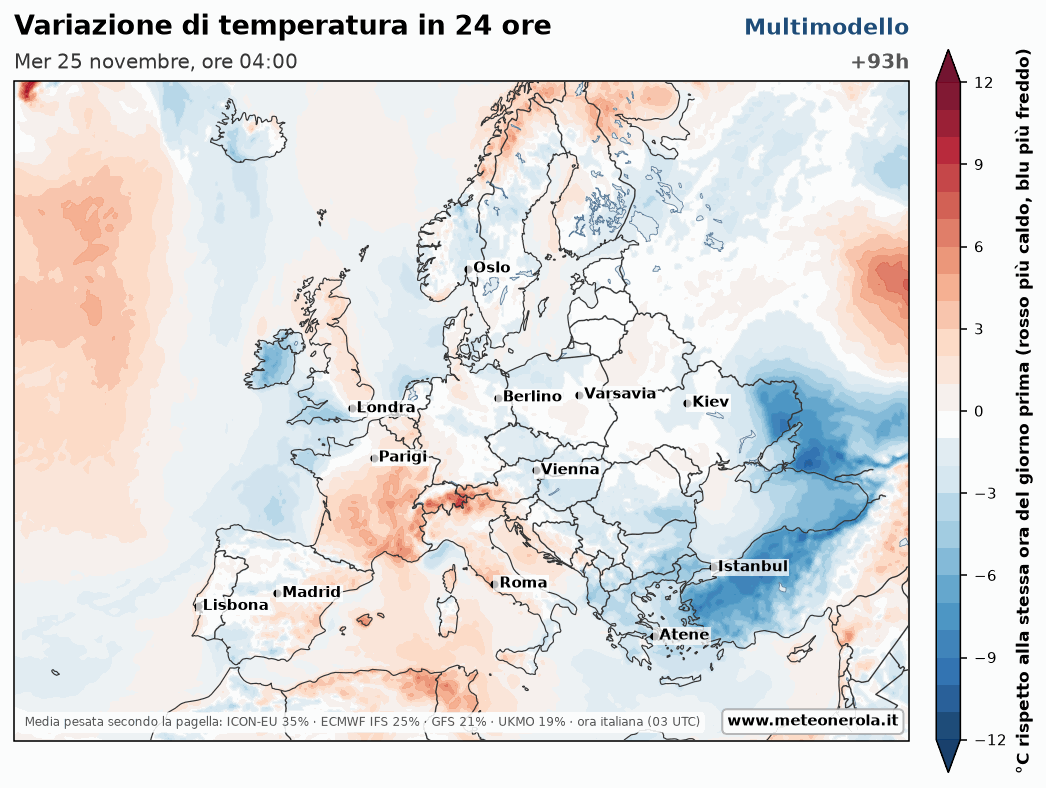 Variazione di temperatura in 24 ore
Multimodello
Mer 25 novembre, ore 04:00
+93h
Oslo
Berlino
Varsavia
Kiev
Londra
Parigi
Vienna
Istanbul
Roma
Madrid
Lisbona
Atene
Media pesata secondo la pagella: ICON-EU 35% · ECMWF IFS 25% · GFS 21% · UKMO 19% · ora italiana (03 UTC)
www.meteonerola.it
12
9
6
3
0
−3
−6
−9
−12
°C rispetto alla stessa ora del giorno prima (rosso più caldo, blu più freddo)